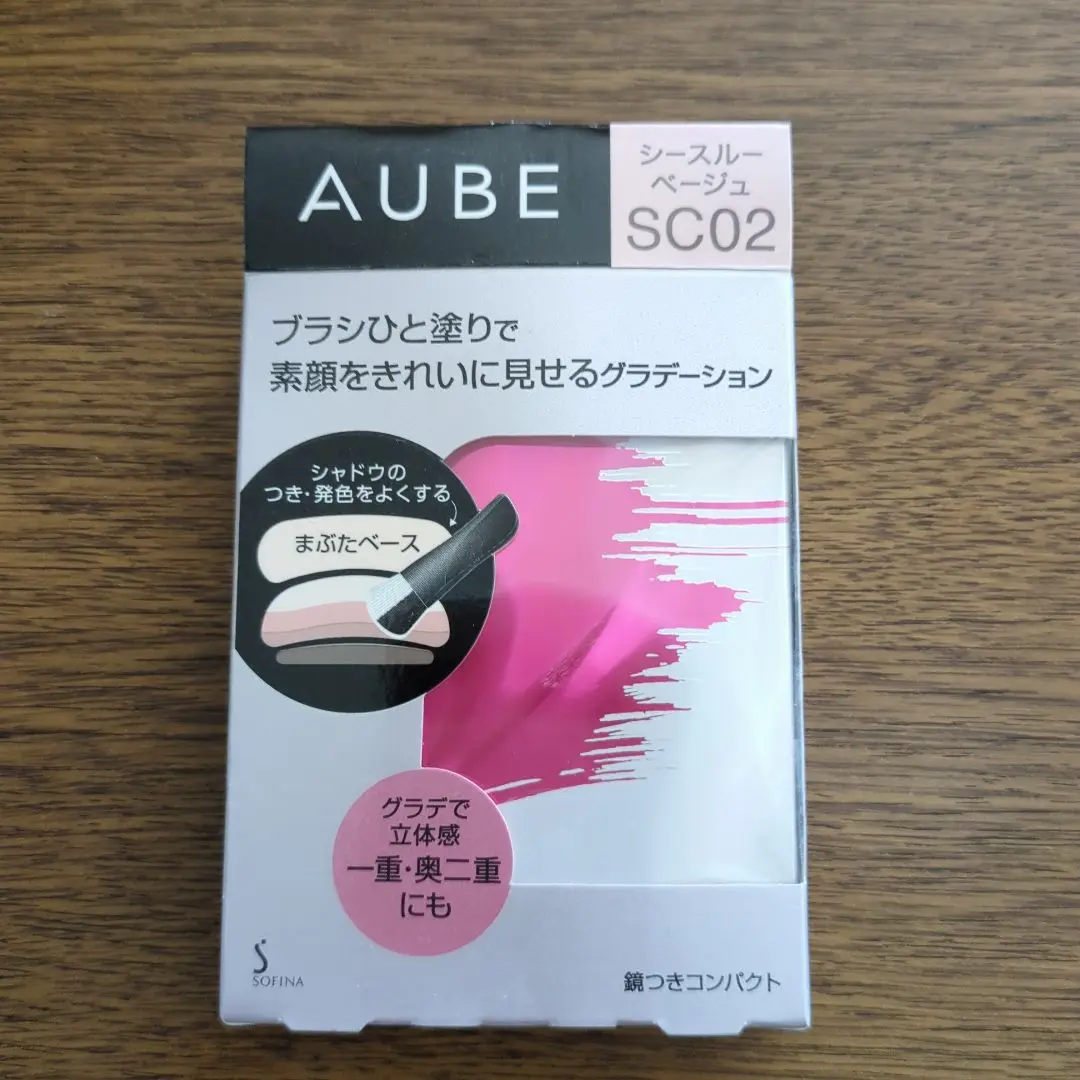 AUBE
シースルー
ベージュ
SC02
ブラシひと塗りで
素顔をきれいに見せるグラデーション
シャドウの
つき・発色をよくする
まぶたベース
グラデで
立体感
一重・奥二重
にも
SOFINA
鏡つきコンパクト